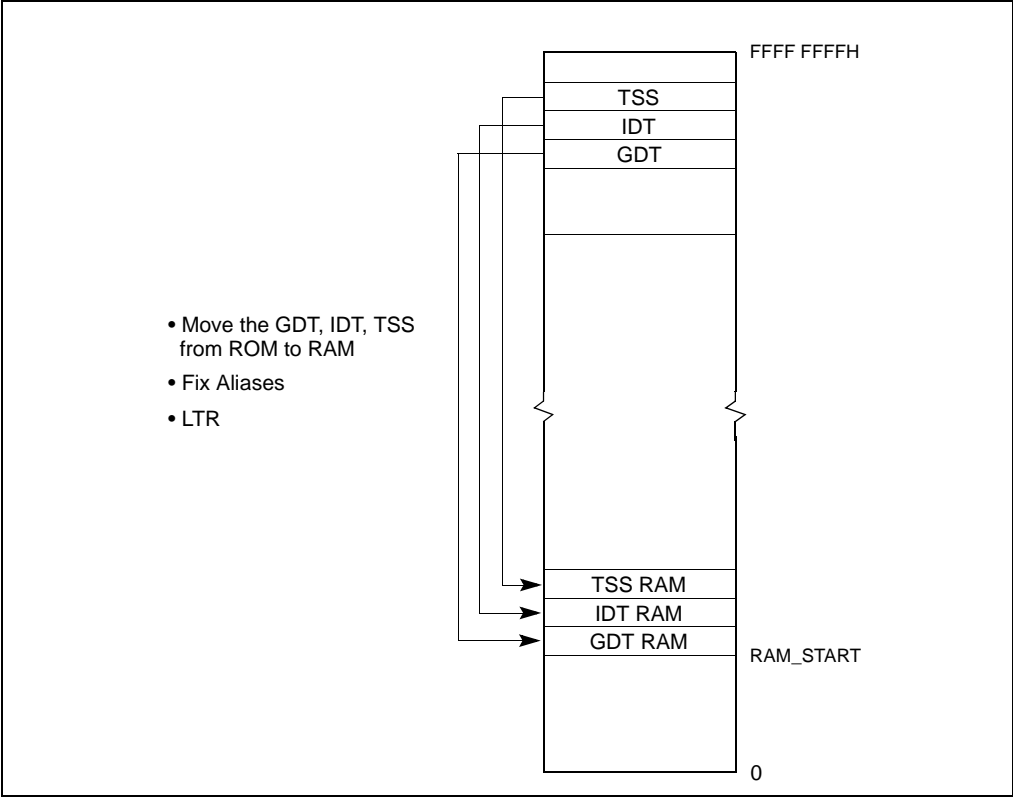 FFFF FFFFH
TSS
IDT
GDT
• Move the GDT, IDT, TSS
from ROM to RAM
• Fix Aliases
• LTR
TSS RAM
IDT RAM
GDT RAM
RAM_START
0